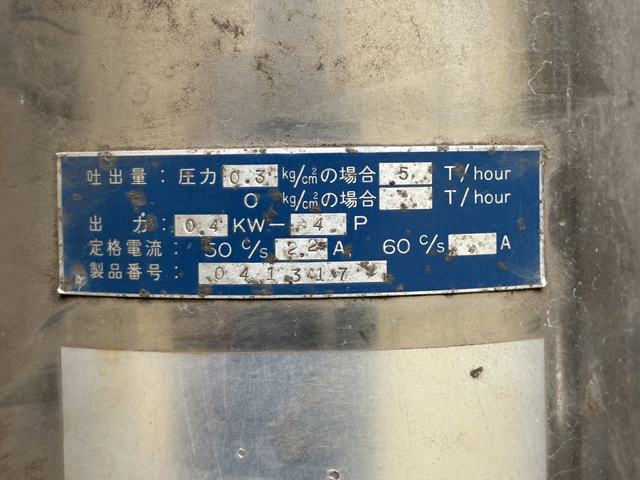 吐出量：圧力 0.3 kg/cm²の場合 5 T/hour
0 kg/cm²の場合 T/hour
出力：0.4 KW－4 P
定格電流：50 c/s 2.2 A 60 c/s A
製品番号：041317